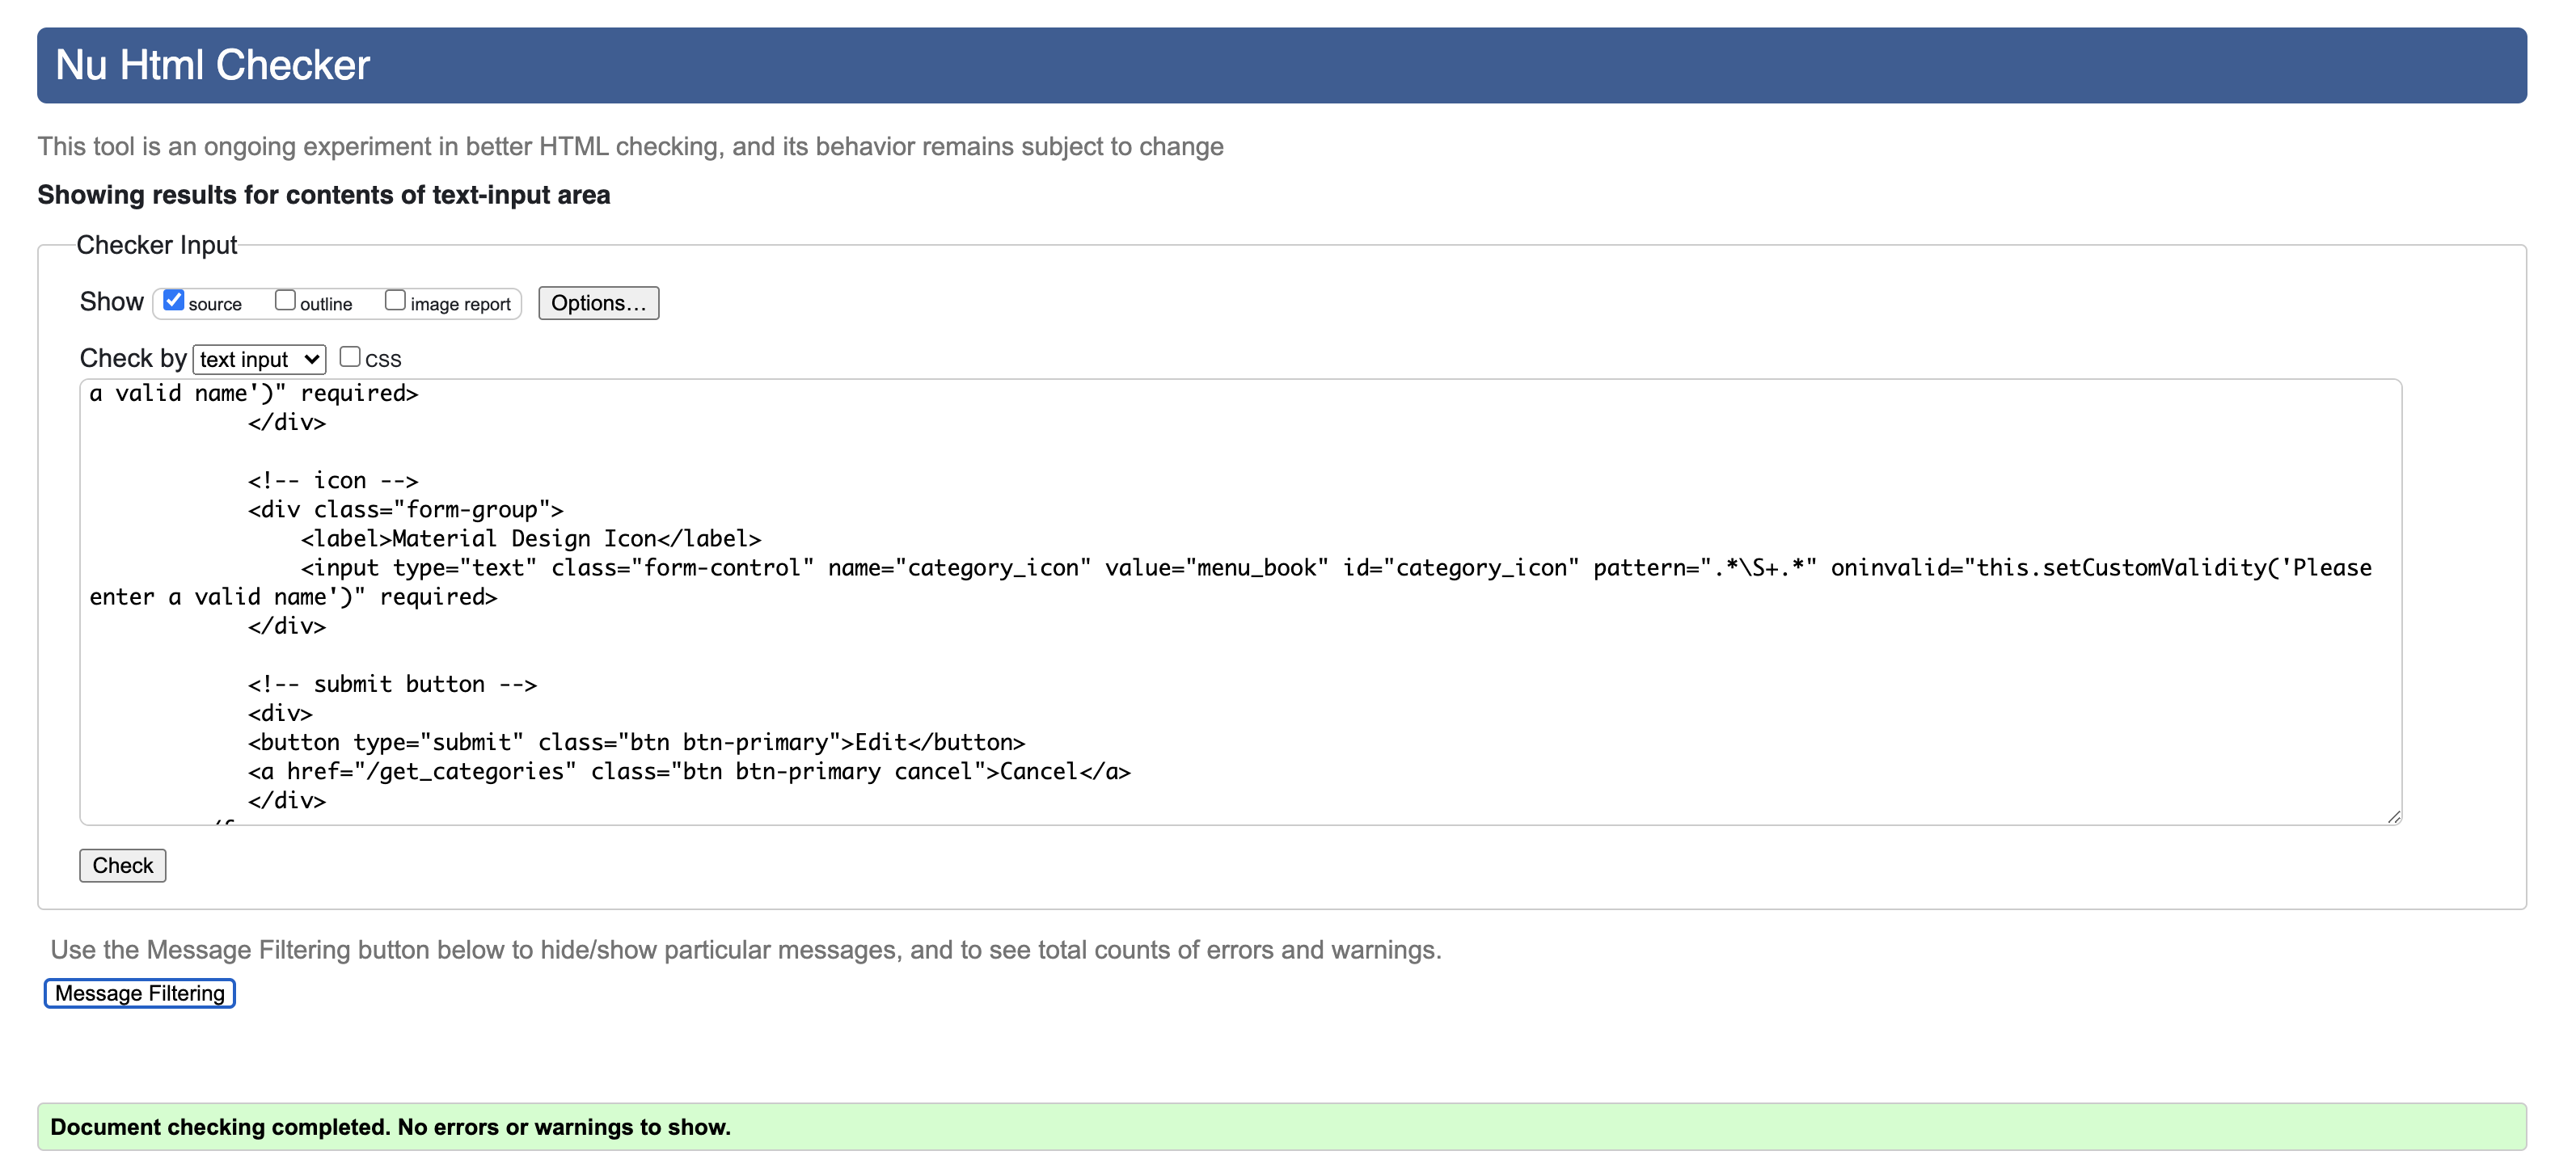 Nu Html Checker
This tool is an ongoing experiment in better HTML checking, and its behavior remains subject to change
Showing results for contents of text-input area
Checker Input
Show source outline image report Options...
Check by text input CSS
a valid name')" required>
</div>
<!-- icon -->
<div class="form-group">
<label>Material Design Icon</label>
<input type="text" class="form-control" name="category_icon" value="menu_book" id="category_icon" pattern=".*\S+.*" oninvalid="this.setCustomValidity('Please
enter a valid name')" required>
</div>
<!-- submit button -->
<div>
<button type="submit" class="btn btn-primary">Edit</button>
<a href="/get_categories" class="btn btn-primary cancel">Cancel</a>
</div>
Check
Use the Message Filtering button below to hide/show particular messages, and to see total counts of errors and warnings.
Message Filtering
Document checking completed. No errors or warnings to show.